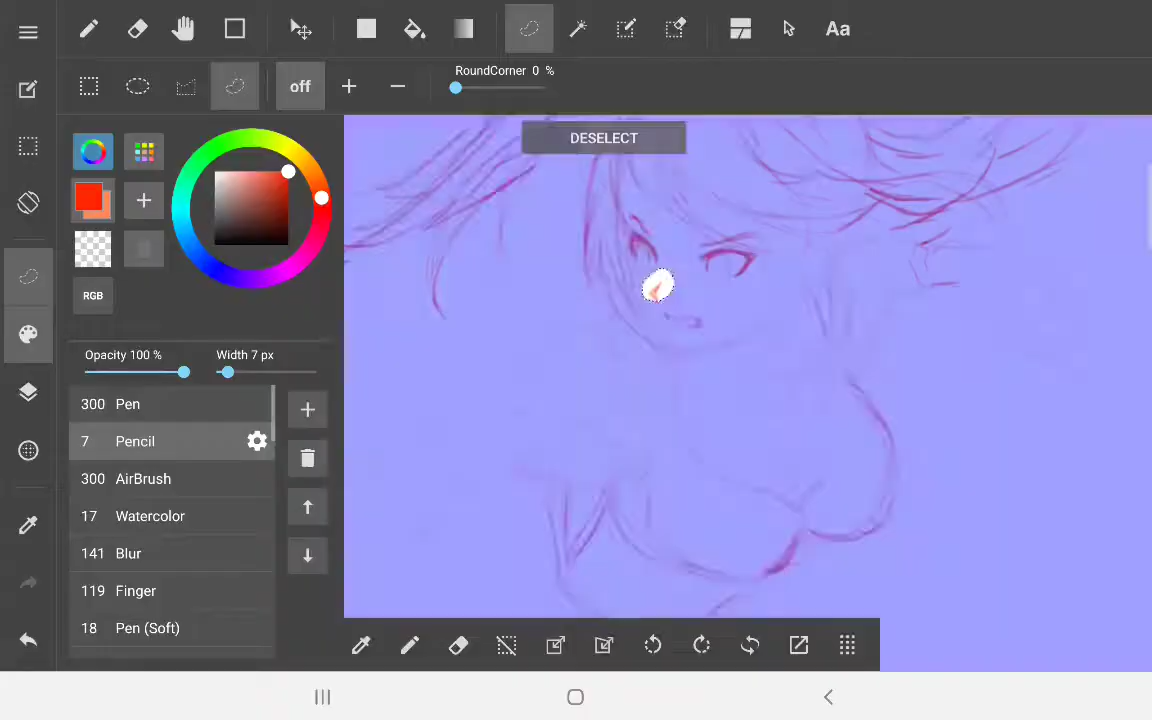 Aa
off
RoundCorner 0 %
DESELECT
RGB
Opacity 100 %
Width 7 px
300 Pen
7 Pencil
300 AirBrush
17 Watercolor
141 Blur
119 Finger
18 Pen (Soft)